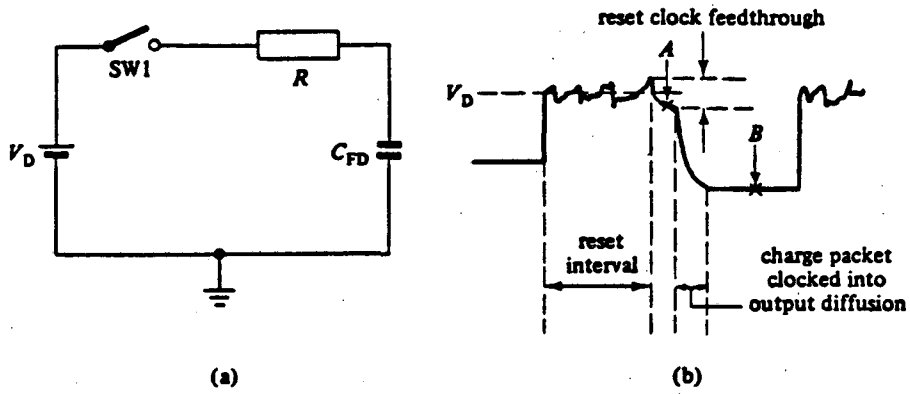 SW1
R
V_D
C_FD
(a)
reset clock feedthrough
A
V_D
B
reset
interval
charge packet
clocked into
output diffusion
(b)